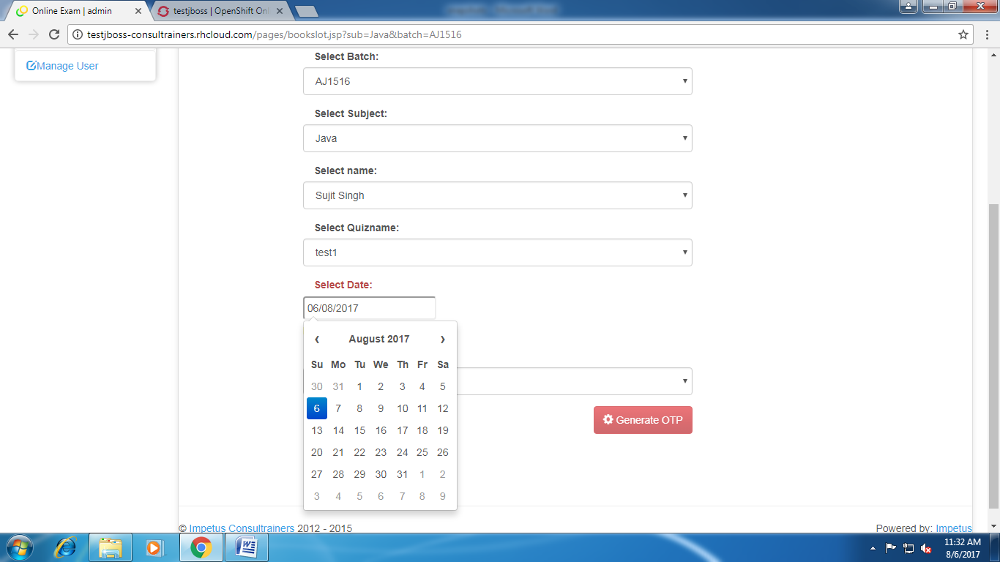 Online Exam | admin
testjboss | OpenShift Onl
testjboss-consultrainers.rhcloud.com/pages/bookslot.jsp?sub=Java&batch=AJ1516
Manage User
Select Batch:
AJ1516
Select Subject:
Java
Select name:
Sujit Singh
Select Quizname:
test1
Select Date:
06/08/2017
‹ August 2017 ›
Su Mo Tu We Th Fr Sa
30 31 1 2 3 4 5
6 7 8 9 10 11 12
13 14 15 16 17 18 19
20 21 22 23 24 25 26
27 28 29 30 31 1 2
3 4 5 6 7 8 9
Generate OTP
© Impetus Consultrainers 2012 - 2015
Powered by: Impetus
11:32 AM
8/6/2017